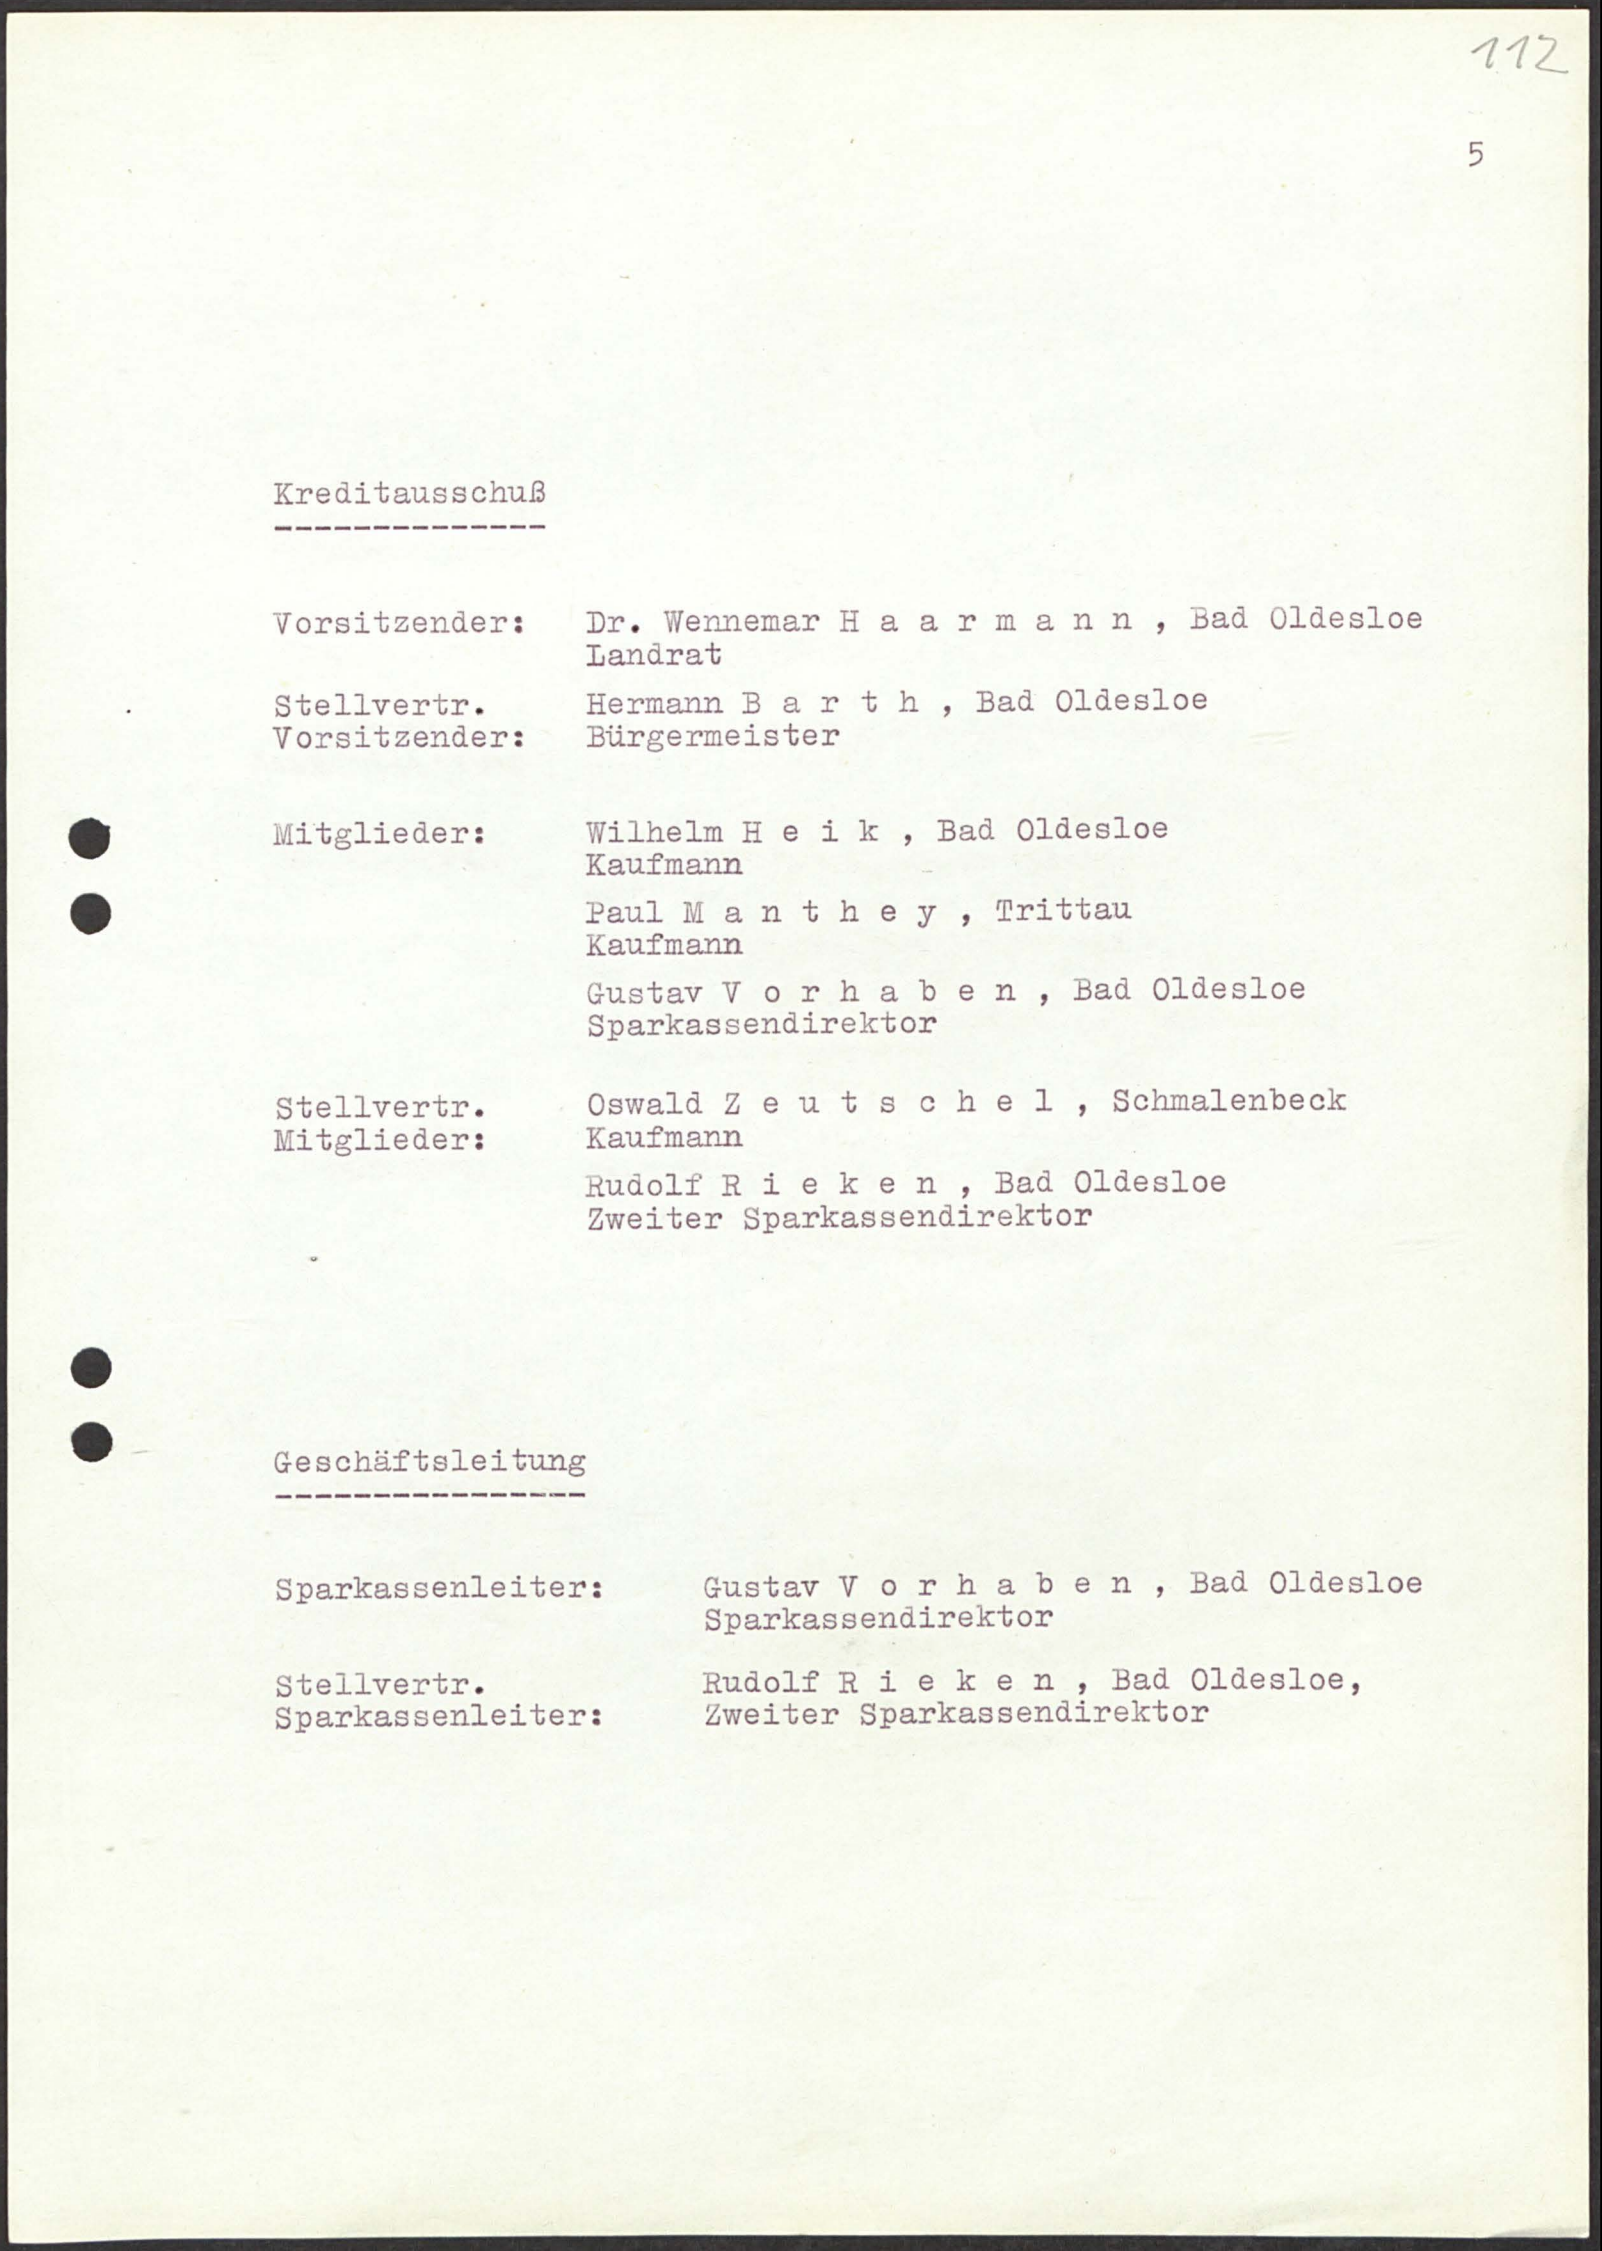 112
5
Kreditausschuß
--------------
Vorsitzender: Dr. Wennemar H a a r m a n n , Bad Oldesloe
Landrat
Stellvertr. Hermann B a r t h , Bad Oldesloe
Vorsitzender: Bürgermeister
Mitglieder: Wilhelm H e i k , Bad Oldesloe
Kaufmann
Paul M a n t h e y , Trittau
Kaufmann
Gustav V o r h a b e n , Bad Oldesloe
Sparkassendirektor
Stellvertr. Oswald Z e u t s c h e l , Schmalenbeck
Mitglieder: Kaufmann
Rudolf R i e k e n , Bad Oldesloe
Zweiter Sparkassendirektor
Geschäftsleitung
----------------
Sparkassenleiter: Gustav V o r h a b e n , Bad Oldesloe
Sparkassendirektor
Stellvertr. Rudolf R i e k e n , Bad Oldesloe,
Sparkassenleiter: Zweiter Sparkassendirektor